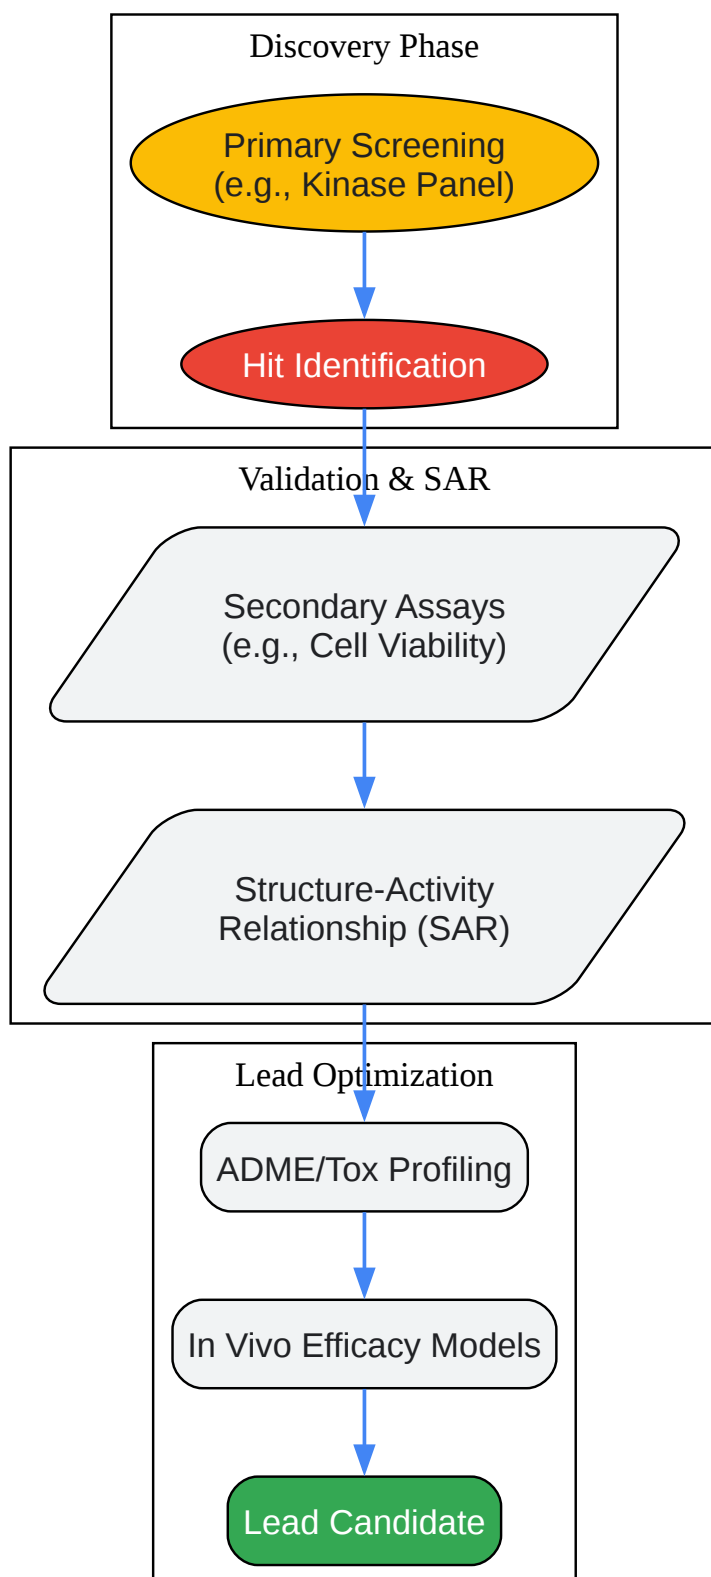 Discovery Phase
Primary Screening
(e.g., Kinase Panel)
Hit Identification
Validation & SAR
Secondary Assays
(e.g., Cell Viability)
Structure-Activity
Relationship (SAR)
Lead Optimization
ADME/Tox Profiling
In Vivo Efficacy Models
Lead Candidate